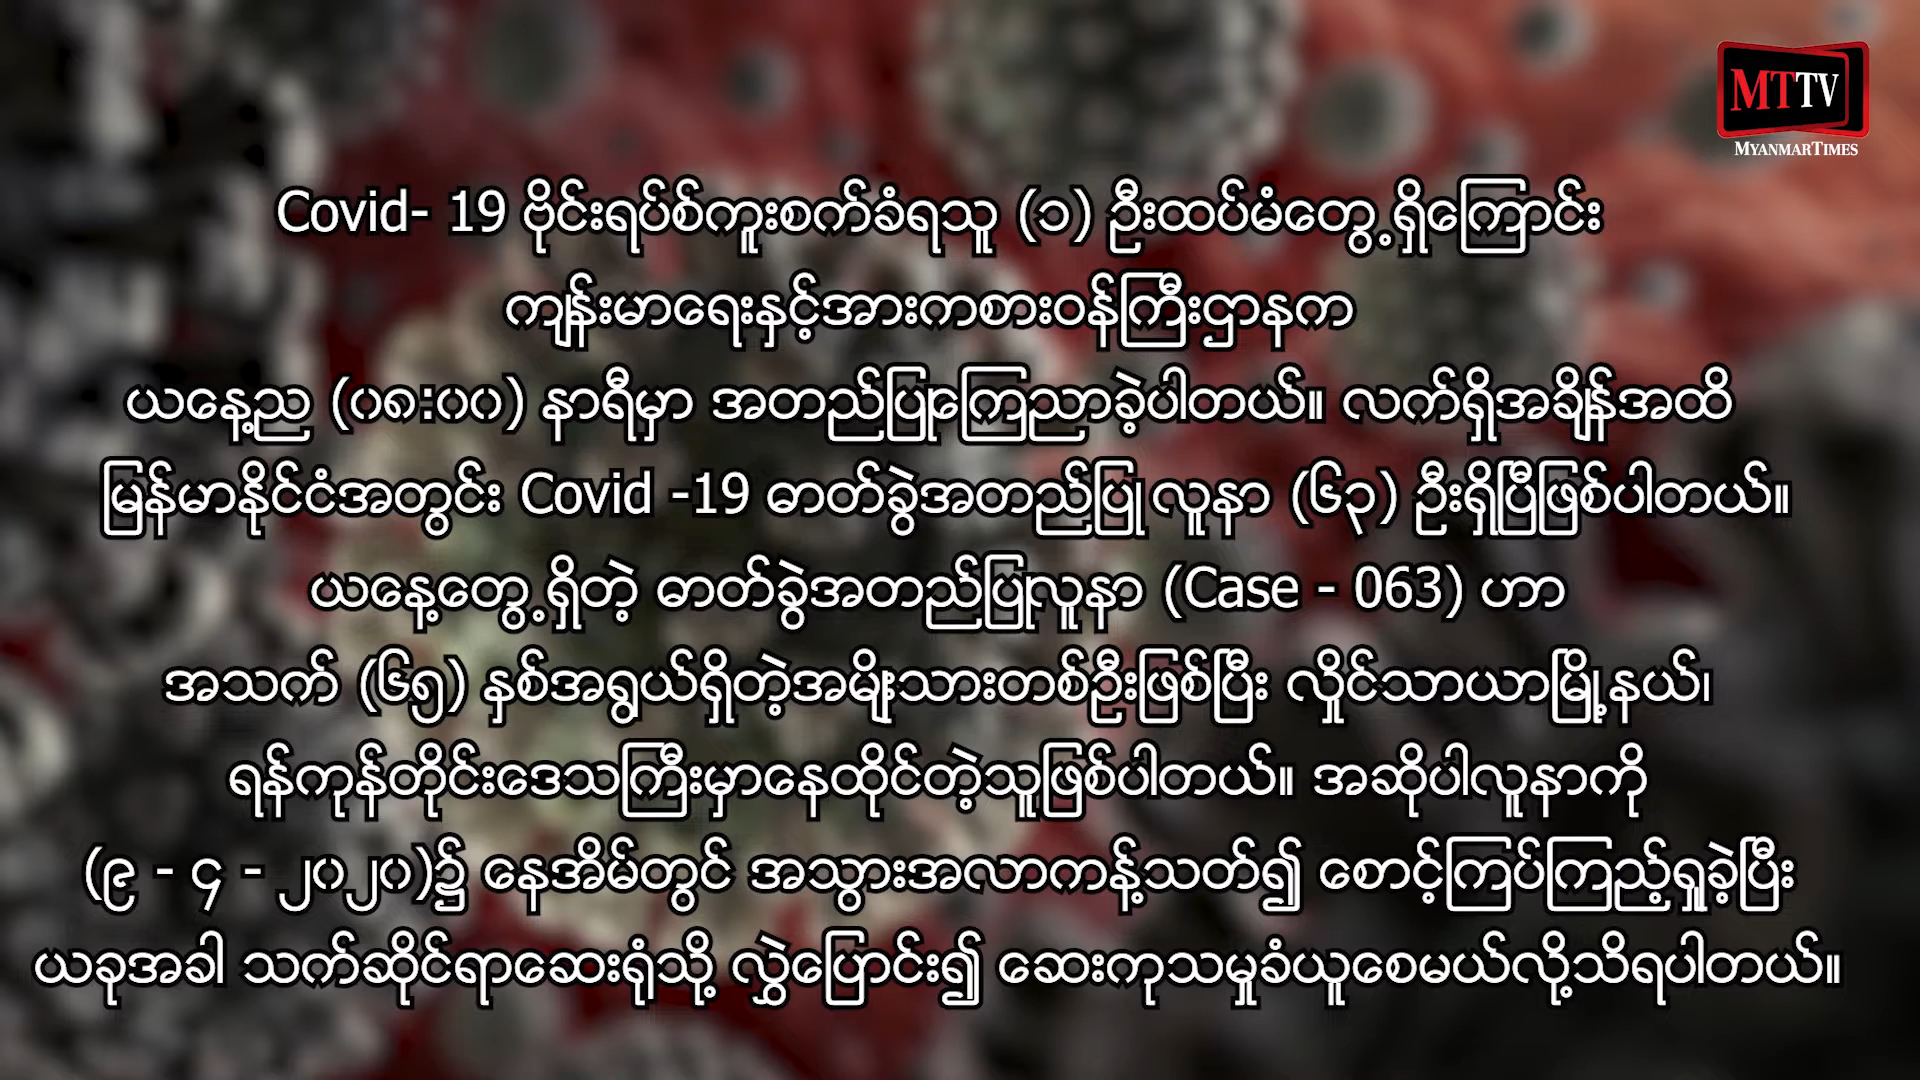 MTTV
MYANMARTIMES
Covid- 19 ဗိုင်းရပ်စ်ကူးစက်ခံရသူ (၁) ဦးထပ်မံတွေ့ရှိကြောင်း
ကျန်းမာရေးနှင့်အားကစားဝန်ကြီးဌာနက
ယနေ့ည (၀၈:၀၀) နာရီမှာ အတည်ပြုကြေညာခဲ့ပါတယ်။ လက်ရှိအချိန်အထိ
မြန်မာနိုင်ငံအတွင်း Covid -19 ဓာတ်ခွဲအတည်ပြု လူနာ (၆၃) ဦးရှိပြီဖြစ်ပါတယ်။
ယနေ့တွေ့ရှိတဲ့ ဓာတ်ခွဲအတည်ပြုလူနာ (Case - 063) ဟာ
အသက် (၆၅) နှစ်အရွယ်ရှိတဲ့အမျိုးသားတစ်ဦးဖြစ်ပြီး လှိုင်သာယာမြို့နယ်၊
ရန်ကုန်တိုင်းဒေသကြီးမှာနေထိုင်တဲ့သူဖြစ်ပါတယ်။ အဆိုပါလူနာကို
(၉ - ၄ - ၂၀၂၀)၌ နေအိမ်တွင် အသွားအလာကန့်သတ်၍ စောင့်ကြပ်ကြည့်ရှုခဲ့ပြီး
ယခုအခါ သက်ဆိုင်ရာဆေးရုံသို့ လွှဲပြောင်း၍ ဆေးကုသမှုခံယူစေမယ်လို့သိရပါတယ်။